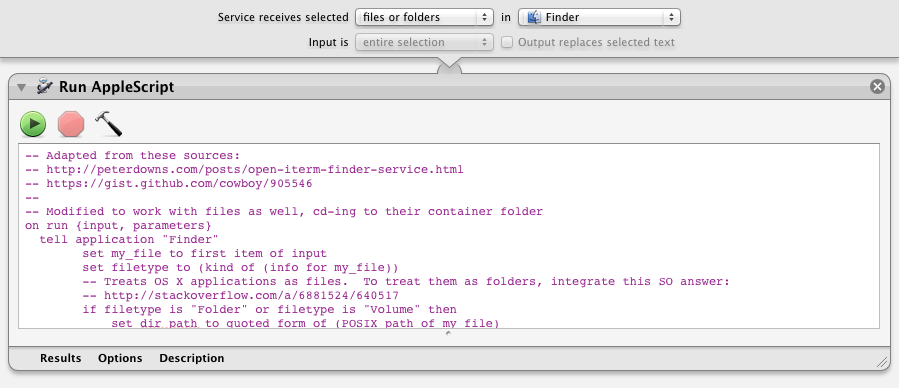 Service receives selected files or folders in Finder
Input is entire selection Output replaces selected text
Run AppleScript
-- Adapted from these sources:
-- http://peterdowns.com/posts/open-iterm-finder-service.html
-- https://gist.github.com/cowboy/905546
--
-- Modified to work with files as well, cd-ing to their container folder
on run {input, parameters}
tell application "Finder"
set my_file to first item of input
set filetype to (kind of (info for my_file))
-- Treats OS X applications as files.  To treat them as folders, integrate this SO answer:
-- http://stackoverflow.com/a/6881524/640517
if filetype is "Folder" or filetype is "Volume" then
set dir_path to quoted form of (POSIX path of my_file)
Results Options Description